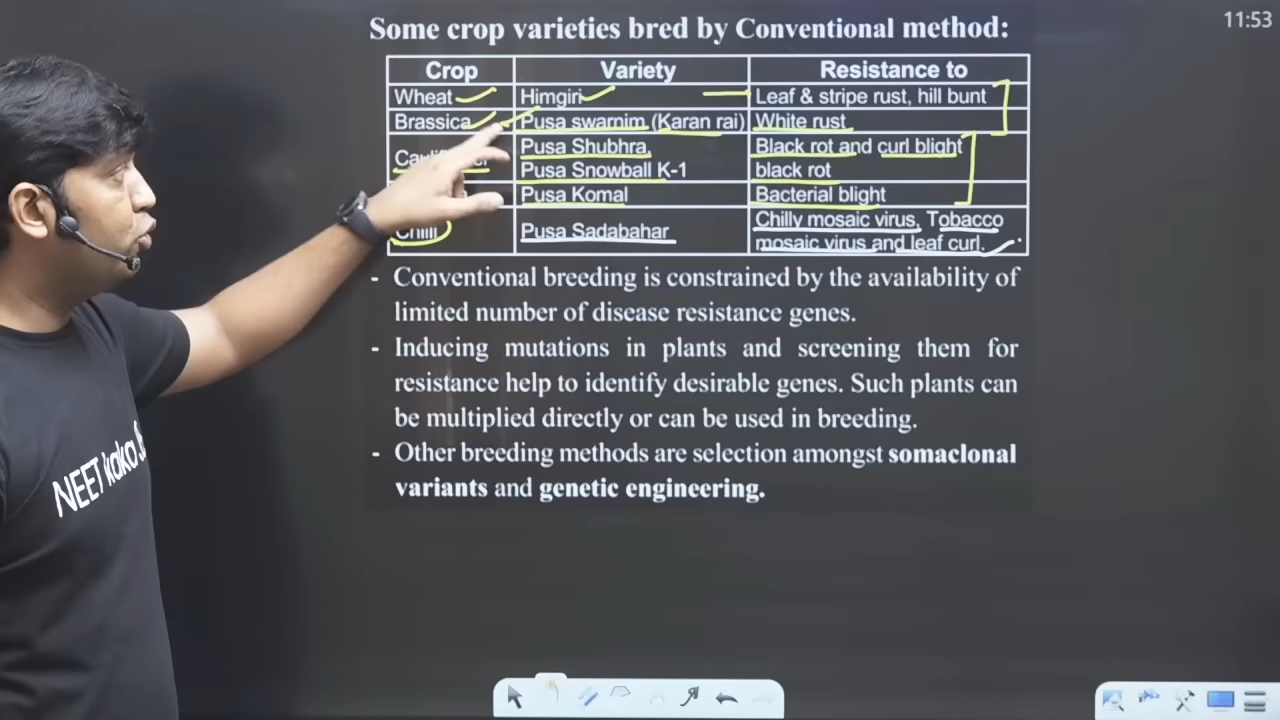 11:53
Some crop varieties bred by Conventional method:
Crop Variety Resistance to
Wheat Himgiri Leaf & stripe rust, hill bunt
Brassica Pusa swarnim (Karan rai) White rust
Pusa Shubhra, Black rot and curl blight
Pusa Snowball K-1 black rot
Pusa Komal Bacterial blight
Chilli Pusa Sadabahar Chilly mosaic virus, Tobacco
mosaic virus and leaf curl.
- Conventional breeding is constrained by the availability of
limited number of disease resistance genes.
- Inducing mutations in plants and screening them for
resistance help to identify desirable genes. Such plants can
be multiplied directly or can be used in breeding.
- Other breeding methods are selection amongst somaclonal
variants and genetic engineering.
NEET kaka